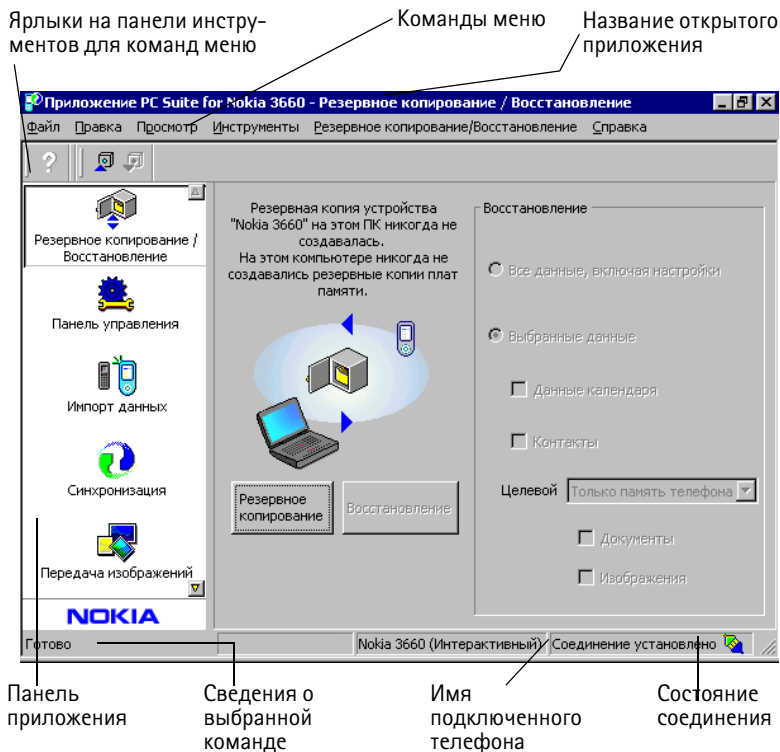 Ярлыки на панели инстру-
ментов для команд меню
Команды меню
Название открытого
приложения
Приложение PC Suite for Nokia 3660 - Резервное копирование / Восстановление
Файл Правка Просмотр Инструменты Резервное копирование/Восстановление Справка
Резервное копирование /
Восстановление
Панель управления
Импорт данных
Синхронизация
Передача изображений
NOKIA
Резервная копия устройства
"Nokia 3660" на этом ПК никогда не
создавалась.
На этом компьютере никогда не
создавались резервные копии плат
памяти.
Резервное
копирование
Восстановление
Восстановление
Все данные, включая настройки
Выбранные данные
Данные календаря
Контакты
Целевой Только память телефона
Документы
Изображения
Готово
Nokia 3660 (Интерактивный)
Соединение установлено
Панель
приложения
Сведения о
выбранной
команде
Имя
подключенного
телефона
Состояние
соединения